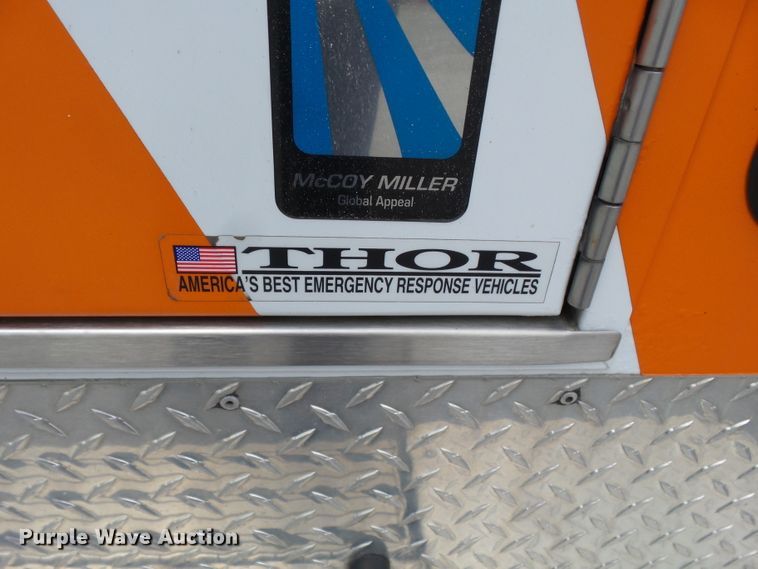 McCOY MILLER
Global Appeal
THOR
AMERICA'S BEST EMERGENCY RESPONSE VEHICLES
Purple Wave Auction